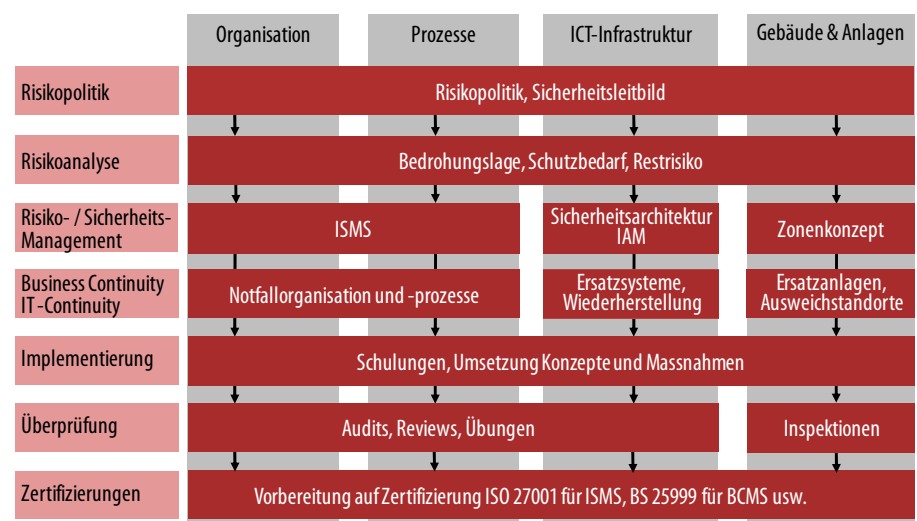 Organisation
Prozesse
ICT-Infrastruktur
Gebäude & Anlagen
Risikopolitik
Risikopolitik, Sicherheitsleitbild
Risikoanalyse
Bedrohungslage, Schutzbedarf, Restrisiko
Risiko- / Sicherheits-
Management
ISMS
Sicherheitsarchitektur
IAM
Zonenkonzept
Business Continuity
IT-Continuity
Notfallorganisation und -prozesse
Ersatzsysteme,
Wiederherstellung
Ersatzanlagen,
Ausweichstandorte
Implementierung
Schulungen, Umsetzung Konzepte und Massnahmen
Überprüfung
Audits, Reviews, Übungen
Inspektionen
Zertifizierungen
Vorbereitung auf Zertifizierung ISO 27001 für ISMS, BS 25999 für BCMS usw.